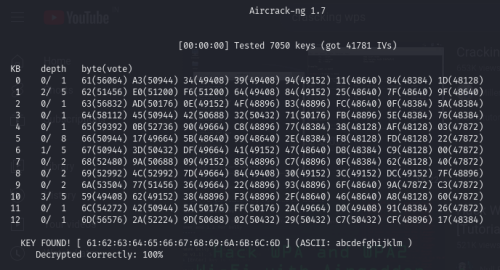 Aircrack-ng 1.7
[00:00:00] Tested 7050 keys (got 41781 IVs)
KB depth byte(vote)
0 0/ 1 61(56064) A3(50944) 34(49408) 39(49408) 94(49152) 11(48640) 84(48384) 1D(48128)
1 2/ 5 62(51456) E0(51200) F6(51200) 64(49408) 84(49152) 25(48640) 7F(48640) 9F(48640)
2 0/ 1 63(56832) AD(50176) 0E(49152) 4F(48896) B3(48896) FC(48640) 0F(48384) 5A(48384)
3 0/ 1 64(58112) 45(50944) 42(50688) 32(50432) 71(50176) FB(48896) 5E(48384) 76(48384)
4 0/ 1 65(59392) 0B(52736) 90(49664) C8(48896) 77(48384) 3B(48128) AF(48128) 03(47872)
5 0/ 8 66(50944) 17(49664) 5B(48640) 99(48640) 2E(48384) FB(48128) FD(48128) 22(47872)
6 1/ 5 67(50944) 3D(50432) DF(49664) 41(49152) 47(48640) D8(48384) C9(48128) 00(47872)
7 0/ 2 68(52480) 9A(50688) 09(49152) 85(48896) C7(48896) 0F(48384) 62(48128) 40(47872)
8 0/ 1 69(52992) 4C(52992) 7D(49664) 84(49408) 30(49152) 3C(49152) DC(49152) 7F(48896)
9 0/ 2 6A(53504) 77(51456) 36(49664) 22(48896) 93(48896) 6F(48640) 9A(47872) C3(47872)
10 3/ 5 59(49408) 62(49152) 38(48896) F3(48896) 2F(48640) 46(48640) A8(48128) 60(47872)
11 0/ 1 6C(54272) 42(50944) 5A(50176) FF(50176) 2A(49664) D0(49408) 91(48384) 26(47872)
12 0/ 1 6D(56576) 2A(52224) 9D(50688) 02(50432) 29(50432) C7(50432) CF(48896) 17(48384)
KEY FOUND! [ 61:62:63:64:65:66:67:68:69:6A:6B:6C:6D ] (ASCII: abcdefghijklm )
Decrypted correctly: 100%